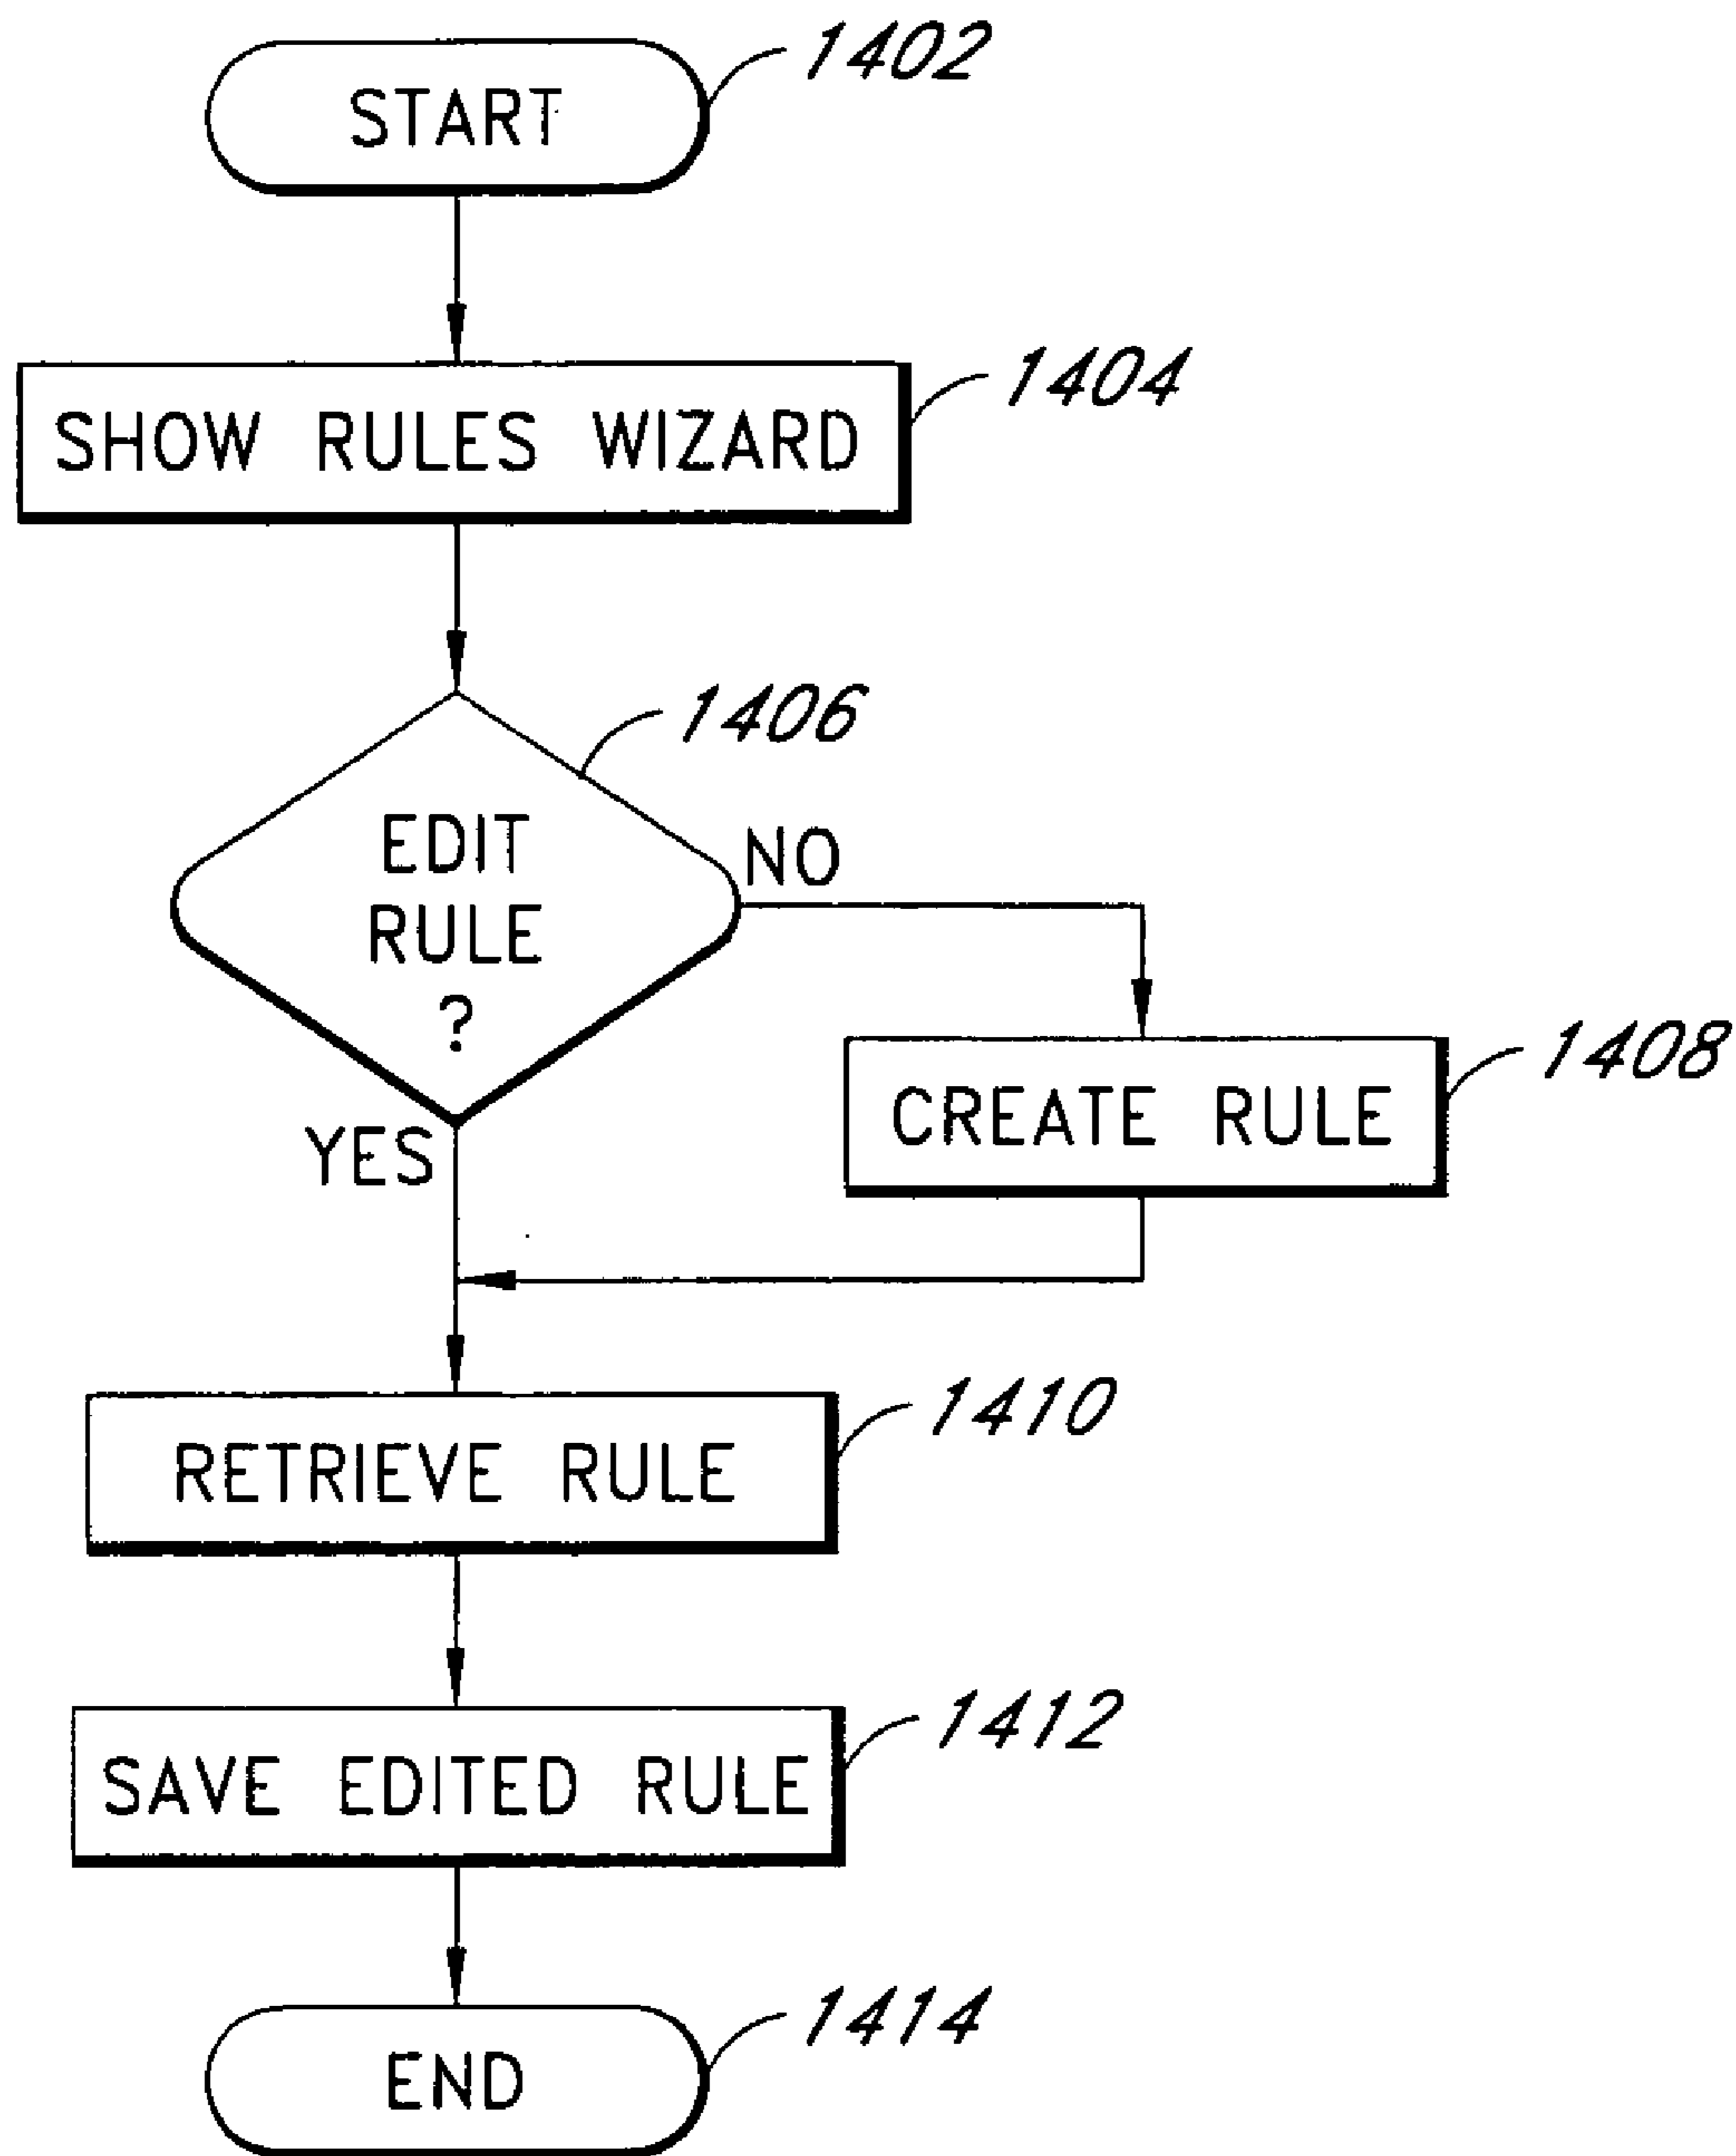 START
1402
SHOW RULES WIZARD
1404
1406
EDIT
RULE
?
NO
YES
CREATE RULE
1408
RETRIEVE RULE
1410
SAVE EDITED RULE
1412
END
1414